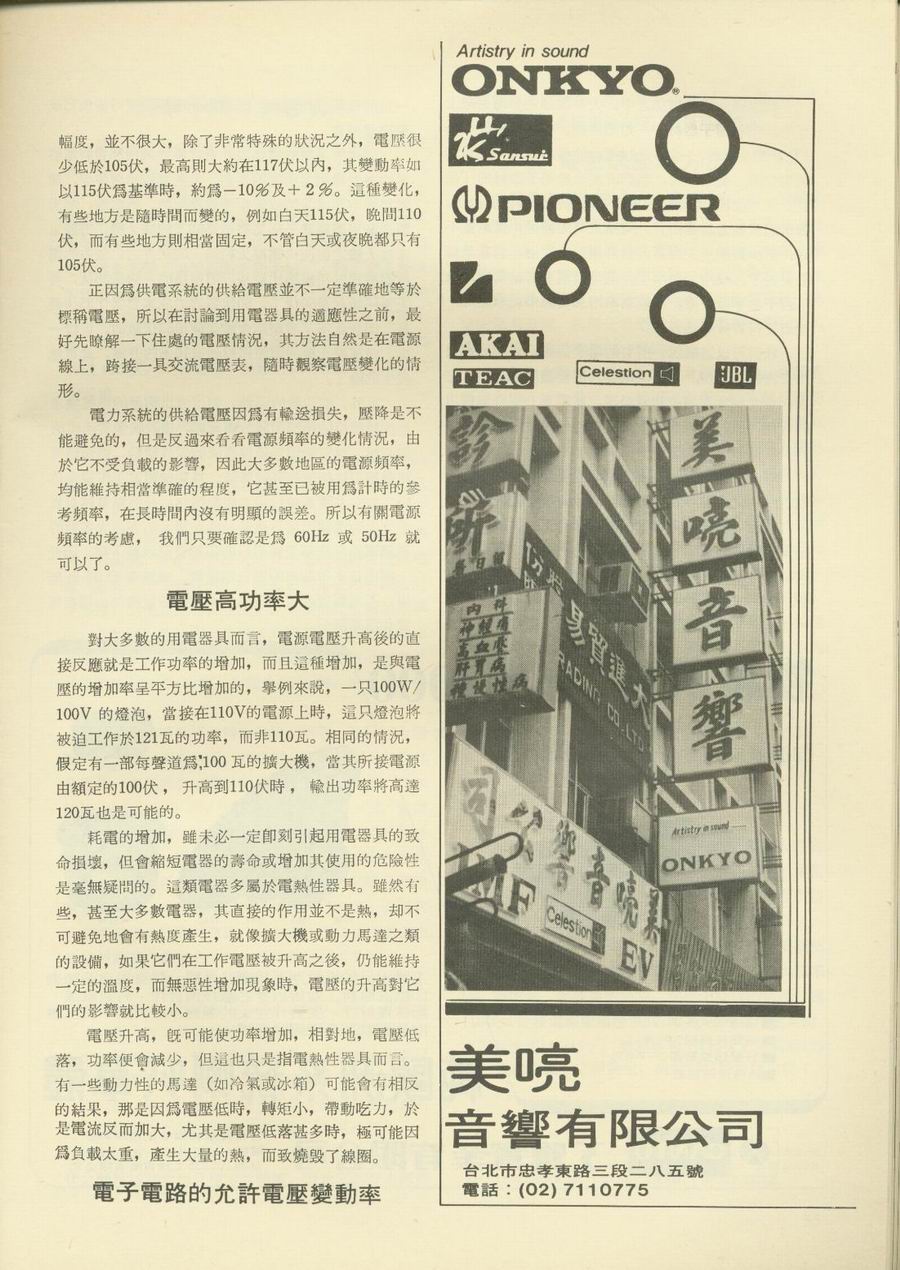 幅度，並不很大，除了非常特殊的狀況之外，電壓很
少低於105伏，最高則大約在117伏以內，其變動率如
以115伏爲基準時，約爲－10％及＋２％。這種變化，
有些地方是隨時間而變的，例如白天115伏，晩間110
伏，而有些地方則相當固定，不管白天或夜晩都只有
105伏。
正因爲供電系統的供給電壓並不一定準確地等於
標稱電壓，所以在討論到用電器具的適應性之前，最
好先瞭解一下住處的電壓情況，其方法自然是在電源
線上，跨接一具交流電壓表，隨時觀察電壓變化的情
形。
電力系統的供給電壓因爲有輸送損失，壓降是不
能避免的，但是反過來看看電源頻率的變化情況，由
於它不受負載的影響，因此大多數地區的電源頻率，
均能維持相當準確的程度，它甚至已被用爲計時的參
考頻率，在長時間內沒有明顯的誤差。所以有關電源
頻率的考慮， 我們只要確認是爲 60Hz 或 50Hz 就
可以了。
電壓高功率大
對大多數的用電器具而言，電源電壓升高後的直
接反應就是工作功率的增加，而且這種增加，是與電
壓的增加率呈平方比增加的，舉例來說，一只100W/
100V 的燈泡，當接在110V的電源上時，這只燈泡將
被迫工作於121瓦的功率，而非110瓦。相同的情況，
假定有一部每聲道爲100 瓦的擴大機，當其所接電源
由額定的100伏，升高到110伏時，輸出功率將高達
120瓦也是可能的。
耗電的增加，雖未必一定卽刻引起用電器具的致
命損壞，但會縮短電器的壽命或增加其使用的危險性
是毫無疑問的。這類電器多屬於電熱性器具。雖然有
些，甚至大多數電器，其直接的作用並不是熱，却不
可避免地會有熱度產生，就像擴大機或動力馬達之類
的設備，如果它們在工作電壓被升高之後，仍能維持
一定的溫度，而無惡性增加現象時，電壓的升高對它
們的影響就比較小。
電壓升高，旣可能使功率增加，相對地，電壓低
落，功率便會減少，但這也只是指電熱性器具而言。
有一些動力性的馬達（如冷氣或冰箱）可能會有相反
的結果，那是因爲電壓低時，轉矩小，帶動吃力，於
是電流反而加大，尤其是電壓低落甚多時，極可能因
爲負載太重，產生大量的熱，而致燒毀了線圈。
電子電路的允許電壓變動率
Artistry in sound
ONKYO®
Sansui
PIONEER
AKAI
TEAC
Celestion
JBL
診
所
內科
易貿進大
RADING CO.LTD
美
喨
音
響
Artistry in sound
ONKYO
響音喨美
Celestion
EV
美喨
音響有限公司
台北市忠孝東路三段二八五號
電話：(02) 7110775